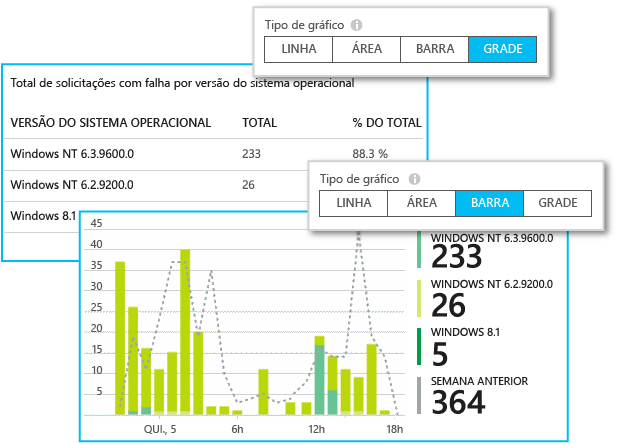 Tipo de gráfico
LINHA ÁREA BARRA GRADE
Total de solicitações com falha por versão do sistema operacional
VERSÃO DO SISTEMA OPERACIONAL TOTAL % DO TOTAL
Windows NT 6.3.9600.0 233 88.3 %
Windows NT 6.2.9200.0 26
Windows 8.1
Tipo de gráfico
LINHA ÁREA BARRA GRADE
45
40
35
30
25
20
15
10
5
QUI., 5 6h 12h 18h
WINDOWS NT 6.3.9600.0
233
WINDOWS NT 6.2.9200.0
26
WINDOWS 8.1
5
SEMANA ANTERIOR
364